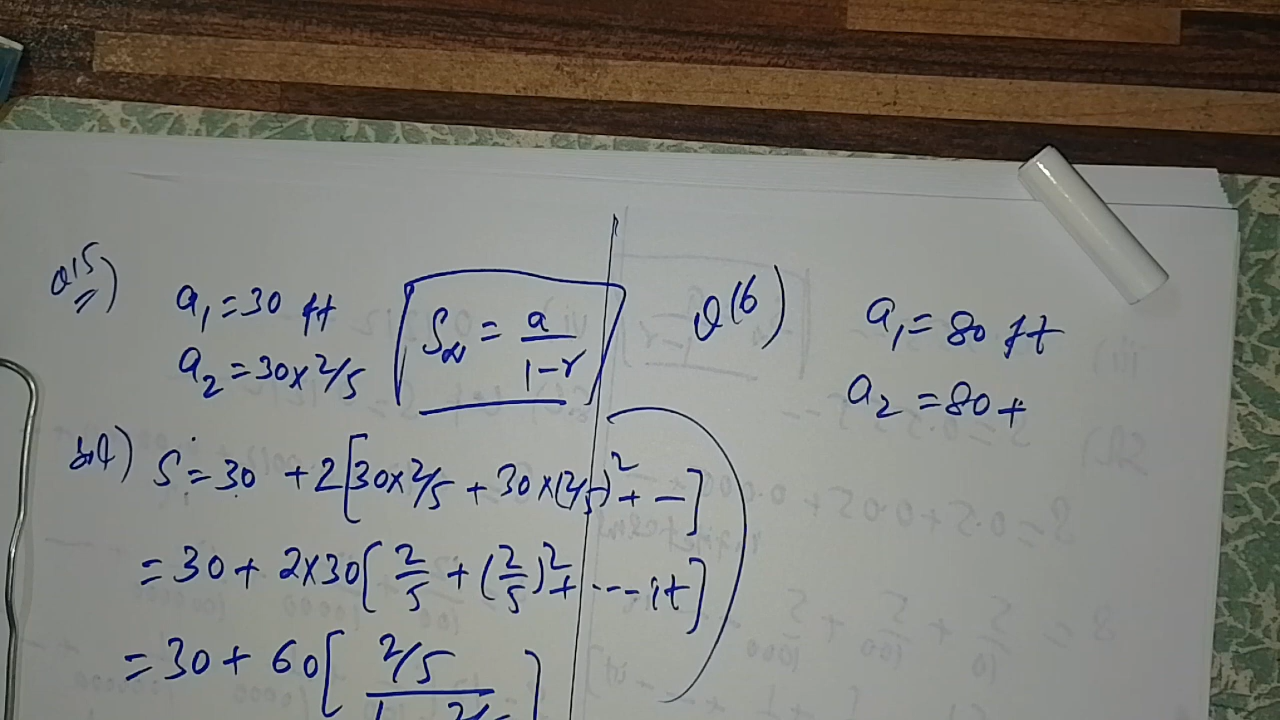 Q15)
a₁ = 30 ft
a₂ = 30 × 2/5
S∞ = a / 1-r
S = 30 + 2[30×2/5 + 30×(2/5)² + —]
= 30 + 2×30[2/5 + (2/5)² + ---]
= 30 + 60[ 2/5
Q16)
a₁ = 80 ft
a₂ = 80 +